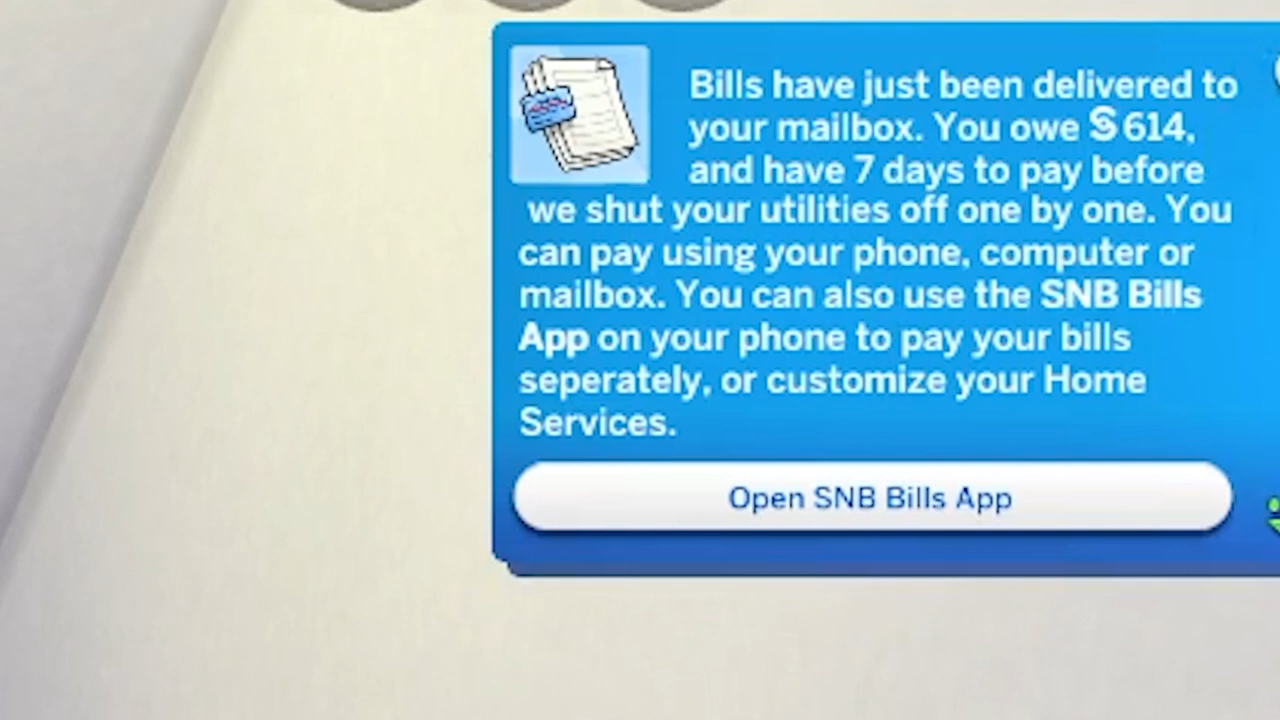 Bills have just been delivered to
your mailbox. You owe §614,
and have 7 days to pay before
we shut your utilities off one by one. You
can pay using your phone, computer or
mailbox. You can also use the SNB Bills
App on your phone to pay your bills
seperately, or customize your Home
Services.
Open SNB Bills App